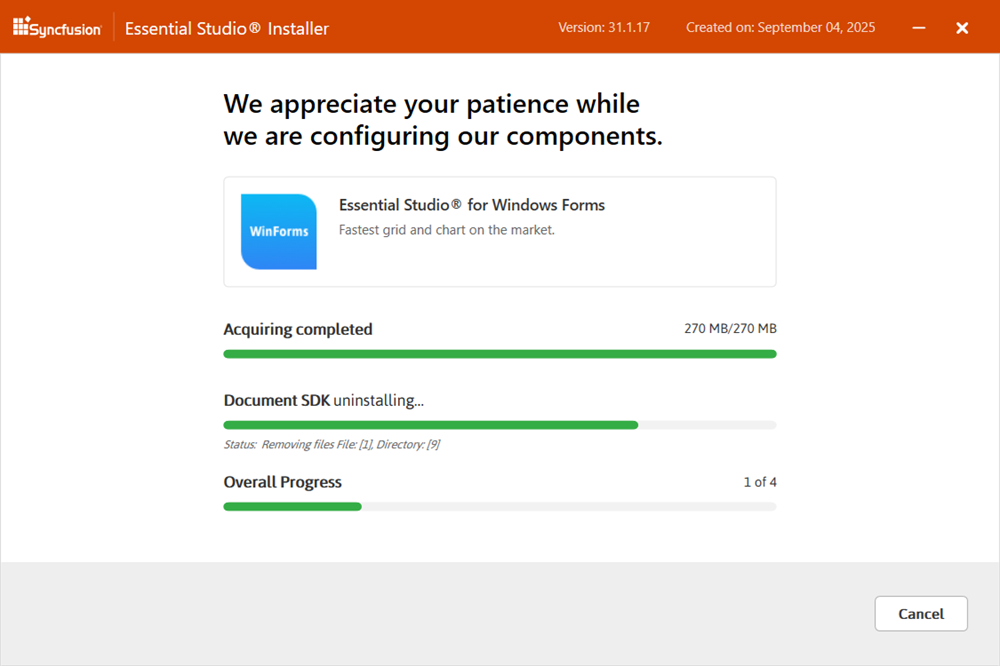 Syncfusion® Essential Studio® Installer Version: 31.1.17 Created on: September 04, 2025
We appreciate your patience while
we are configuring our components.
WinForms
Essential Studio® for Windows Forms
Fastest grid and chart on the market.
Acquiring completed 270 MB/270 MB
Document SDK uninstalling...
Status: Removing files File: [1], Directory: [9]
Overall Progress 1 of 4
Cancel